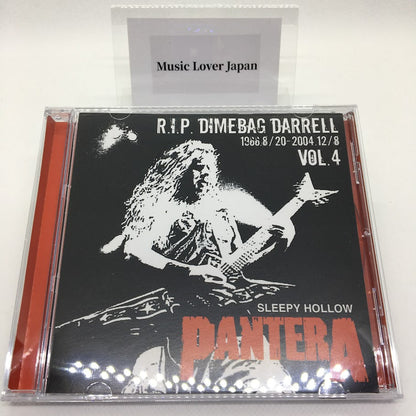 Music Lover Japan
R.I.P. DIMEBAG DARRELL
1966.8/20-2004.12/8
VOL.4
SLEEPY HOLLOW
PANTERA